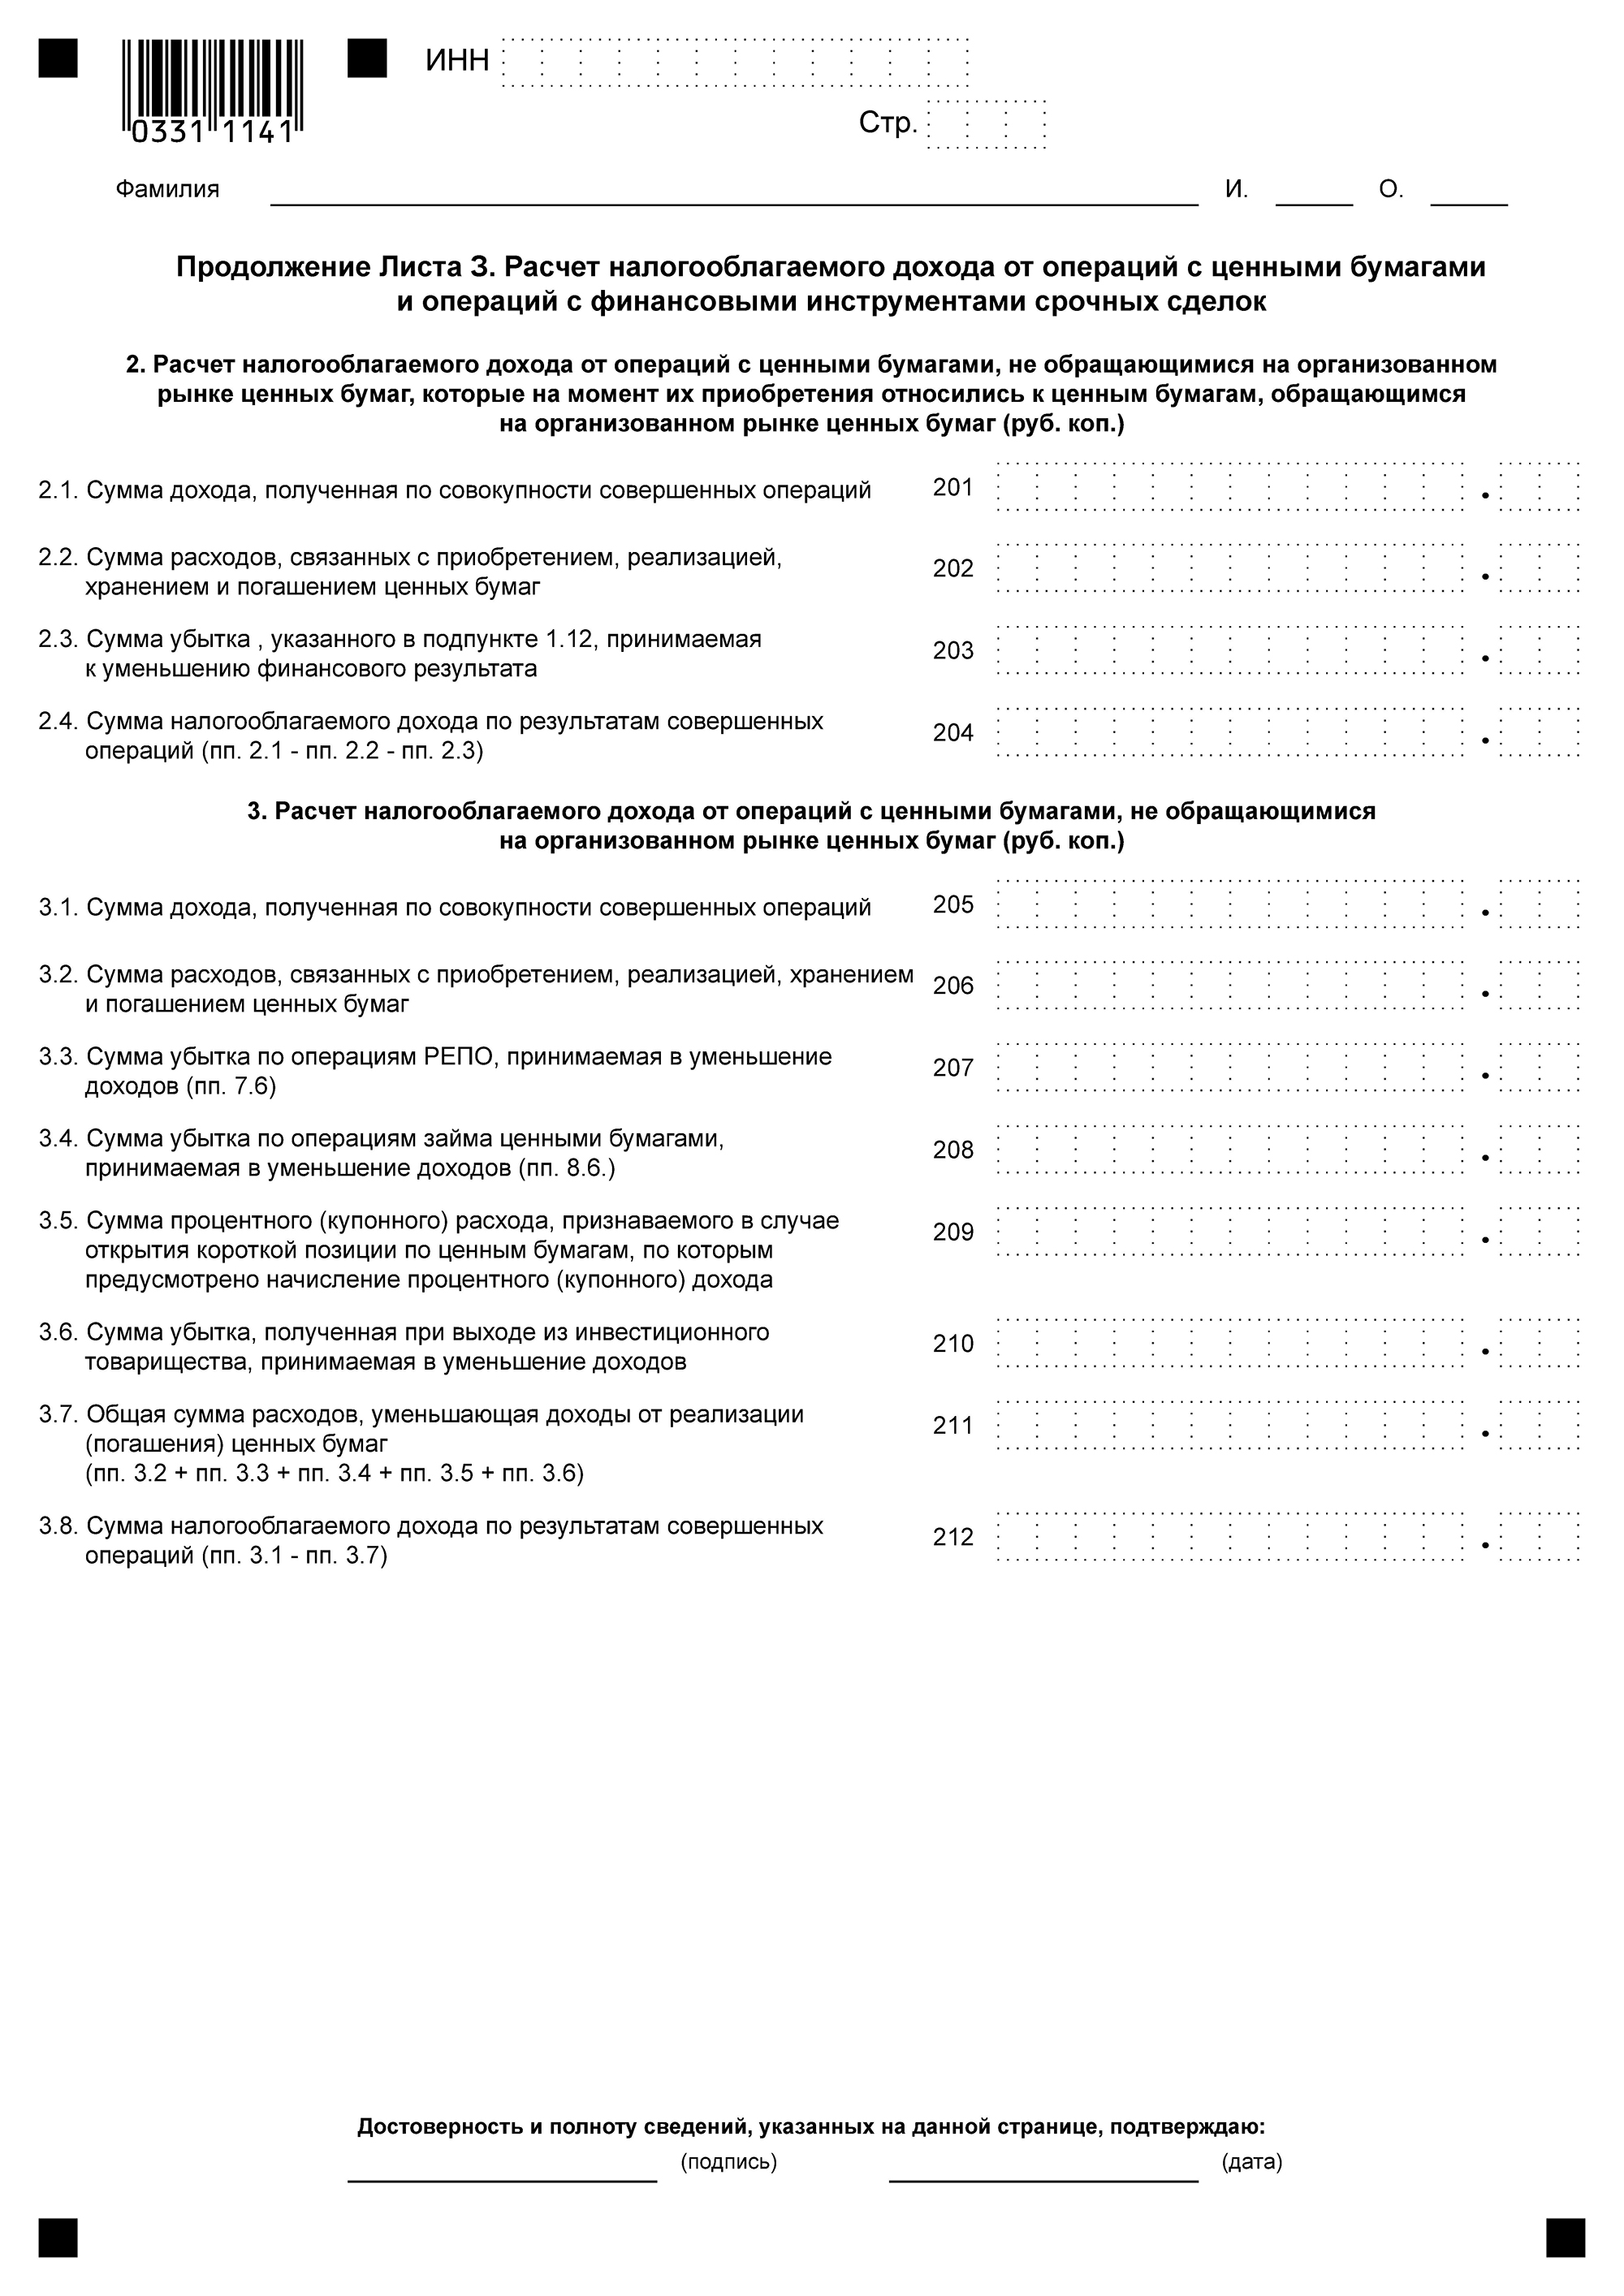 ИНН
Стр.
0331 1141
Фамилия И. О.
Продолжение Листа З. Расчет налогооблагаемого дохода от операций с ценными бумагами
и операций с финансовыми инструментами срочных сделок
2. Расчет налогооблагаемого дохода от операций с ценными бумагами, не обращающимися на организованном
рынке ценных бумаг, которые на момент их приобретения относились к ценным бумагам, обращающимся
на организованном рынке ценных бумаг (руб. коп.)
2.1. Сумма дохода, полученная по совокупности совершенных операций 201 .
2.2. Сумма расходов, связанных с приобретением, реализацией, 202 .
хранением и погашением ценных бумаг
2.3. Сумма убытка , указанного в подпункте 1.12, принимаемая 203 .
к уменьшению финансового результата
2.4. Сумма налогооблагаемого дохода по результатам совершенных 204 .
операций (пп. 2.1 - пп. 2.2 - пп. 2.3)
3. Расчет налогооблагаемого дохода от операций с ценными бумагами, не обращающимися
на организованном рынке ценных бумаг (руб. коп.)
3.1. Сумма дохода, полученная по совокупности совершенных операций 205 .
3.2. Сумма расходов, связанных с приобретением, реализацией, хранением 206 .
и погашением ценных бумаг
3.3. Сумма убытка по операциям РЕПО, принимаемая в уменьшение 207 .
доходов (пп. 7.6)
3.4. Сумма убытка по операциям займа ценными бумагами, 208 .
принимаемая в уменьшение доходов (пп. 8.6.)
3.5. Сумма процентного (купонного) расхода, признаваемого в случае 209 .
открытия короткой позиции по ценным бумагам, по которым
предусмотрено начисление процентного (купонного) дохода
3.6. Сумма убытка, полученная при выходе из инвестиционного 210 .
товарищества, принимаемая в уменьшение доходов
3.7. Общая сумма расходов, уменьшающая доходы от реализации 211 .
(погашения) ценных бумаг
(пп. 3.2 + пп. 3.3 + пп. 3.4 + пп. 3.5 + пп. 3.6)
3.8. Сумма налогооблагаемого дохода по результатам совершенных 212 .
операций (пп. 3.1 - пп. 3.7)
Достоверность и полноту сведений, указанных на данной странице, подтверждаю:
(подпись) (дата)